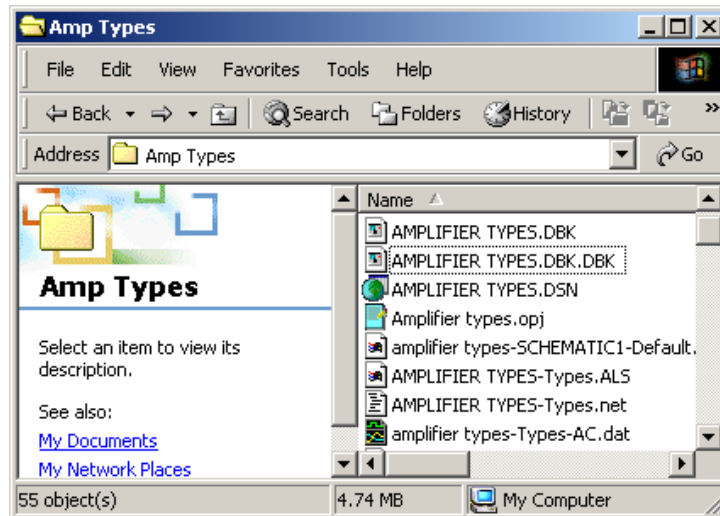 Amp Types
File Edit View Favorites Tools Help
Back Search Folders History »
Address Amp Types Go
Amp Types
Select an item to view its
description.
See also:
My Documents
My Network Places
Name
AMPLIFIER TYPES.DBK
AMPLIFIER TYPES.DBK.DBK
AMPLIFIER TYPES.DSN
Amplifier types.opj
amplifier types-SCHEMATIC1-Default.
AMPLIFIER TYPES-Types.ALS
AMPLIFIER TYPES-Types.net
amplifier types-Types-AC.dat
55 object(s) 4.74 MB My Computer